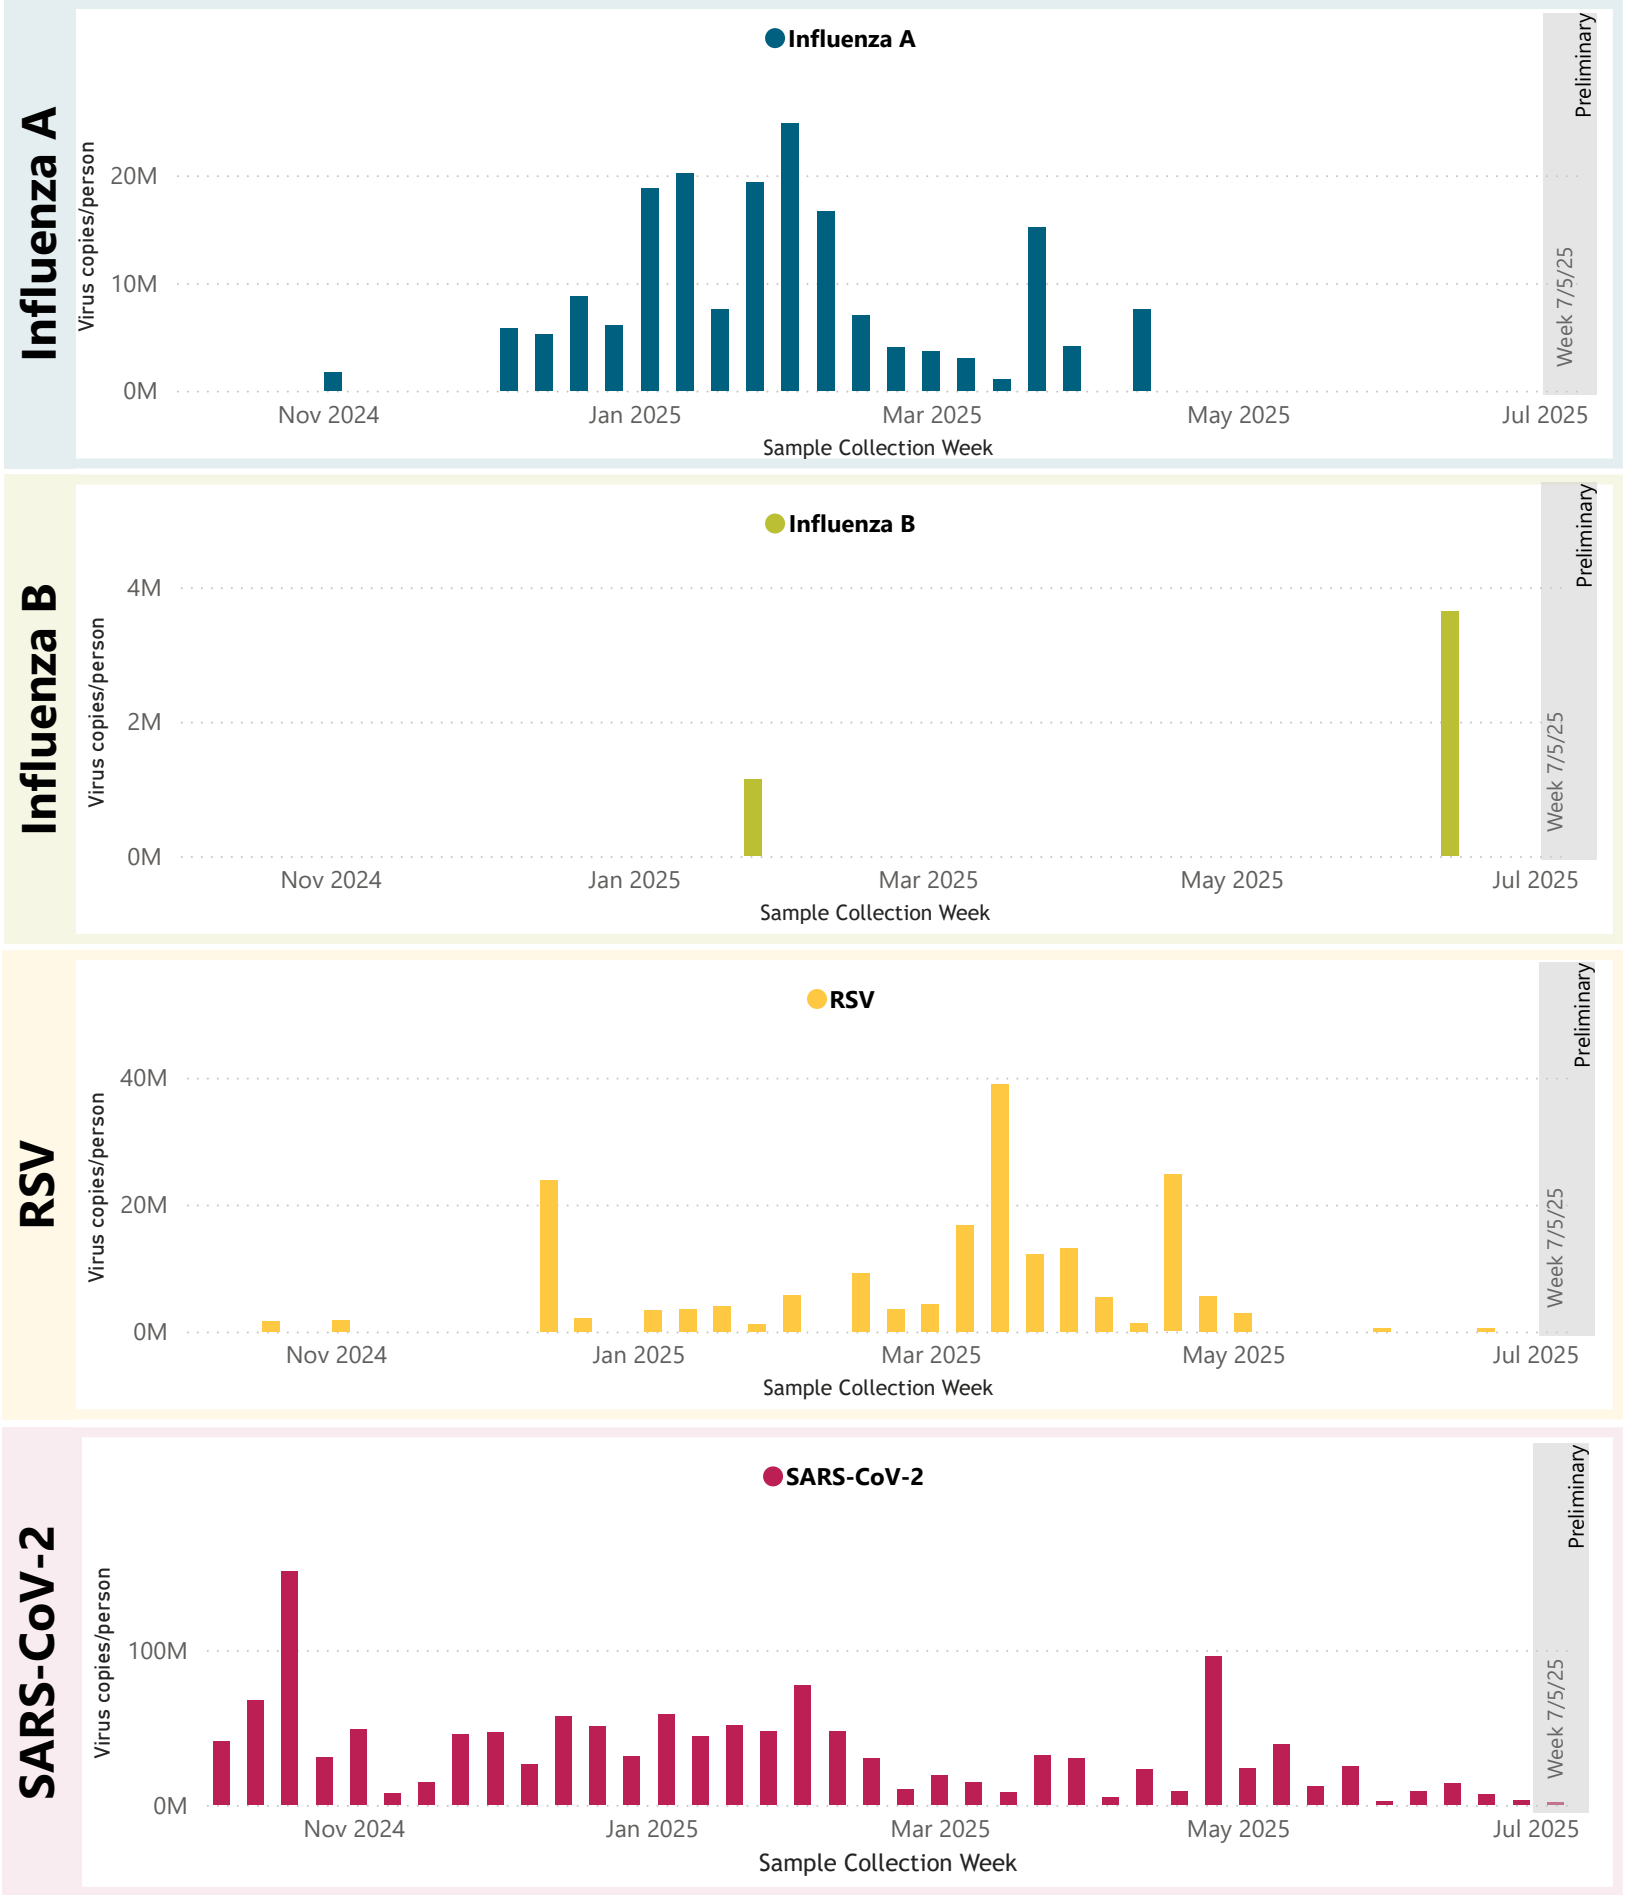 Influenza A
Influenza A
Preliminary
Virus copies/person
20M
10M
0M
Week 7/5/25
Nov 2024 Jan 2025 Mar 2025 May 2025 Jul 2025
Sample Collection Week
Influenza B
Influenza B
Preliminary
Virus copies/person
4M
2M
0M
Week 7/5/25
Nov 2024 Jan 2025 Mar 2025 May 2025 Jul 2025
Sample Collection Week
RSV
RSV
Preliminary
Virus copies/person
40M
20M
0M
Week 7/5/25
Nov 2024 Jan 2025 Mar 2025 May 2025 Jul 2025
Sample Collection Week
SARS-CoV-2
SARS-CoV-2
Preliminary
Virus copies/person
100M
0M
Week 7/5/25
Nov 2024 Jan 2025 Mar 2025 May 2025 Jul 2025
Sample Collection Week